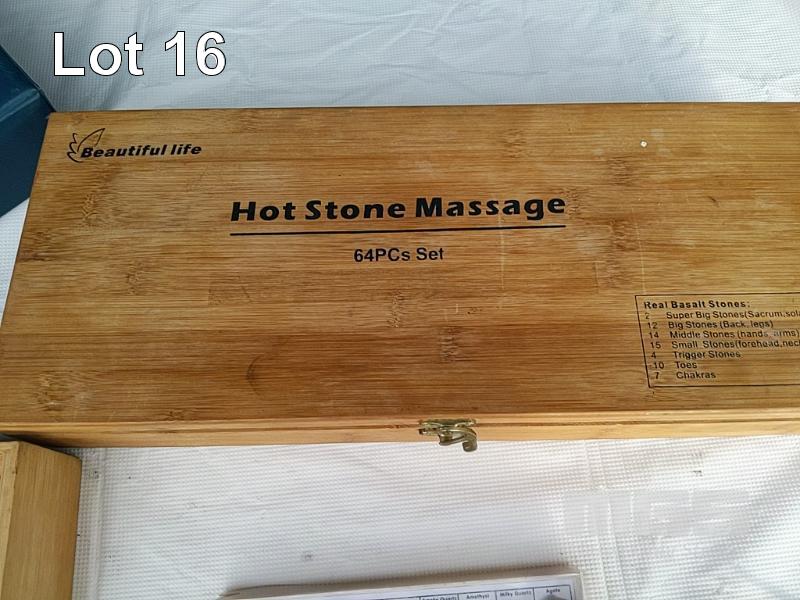 Lot 16
Beautiful life
Hot Stone Massage
64PCs Set
Real Basalt Stones:
2 Super Big Stones(Sacrum,sola
12 Big Stones (Back,legs)
14 Middle Stones (hands,arms)
15 Small Stones(forehead,neck
4 Trigger Stones
10 Toes
7 Chakras
Amethyst
Milky Quartz
Agate